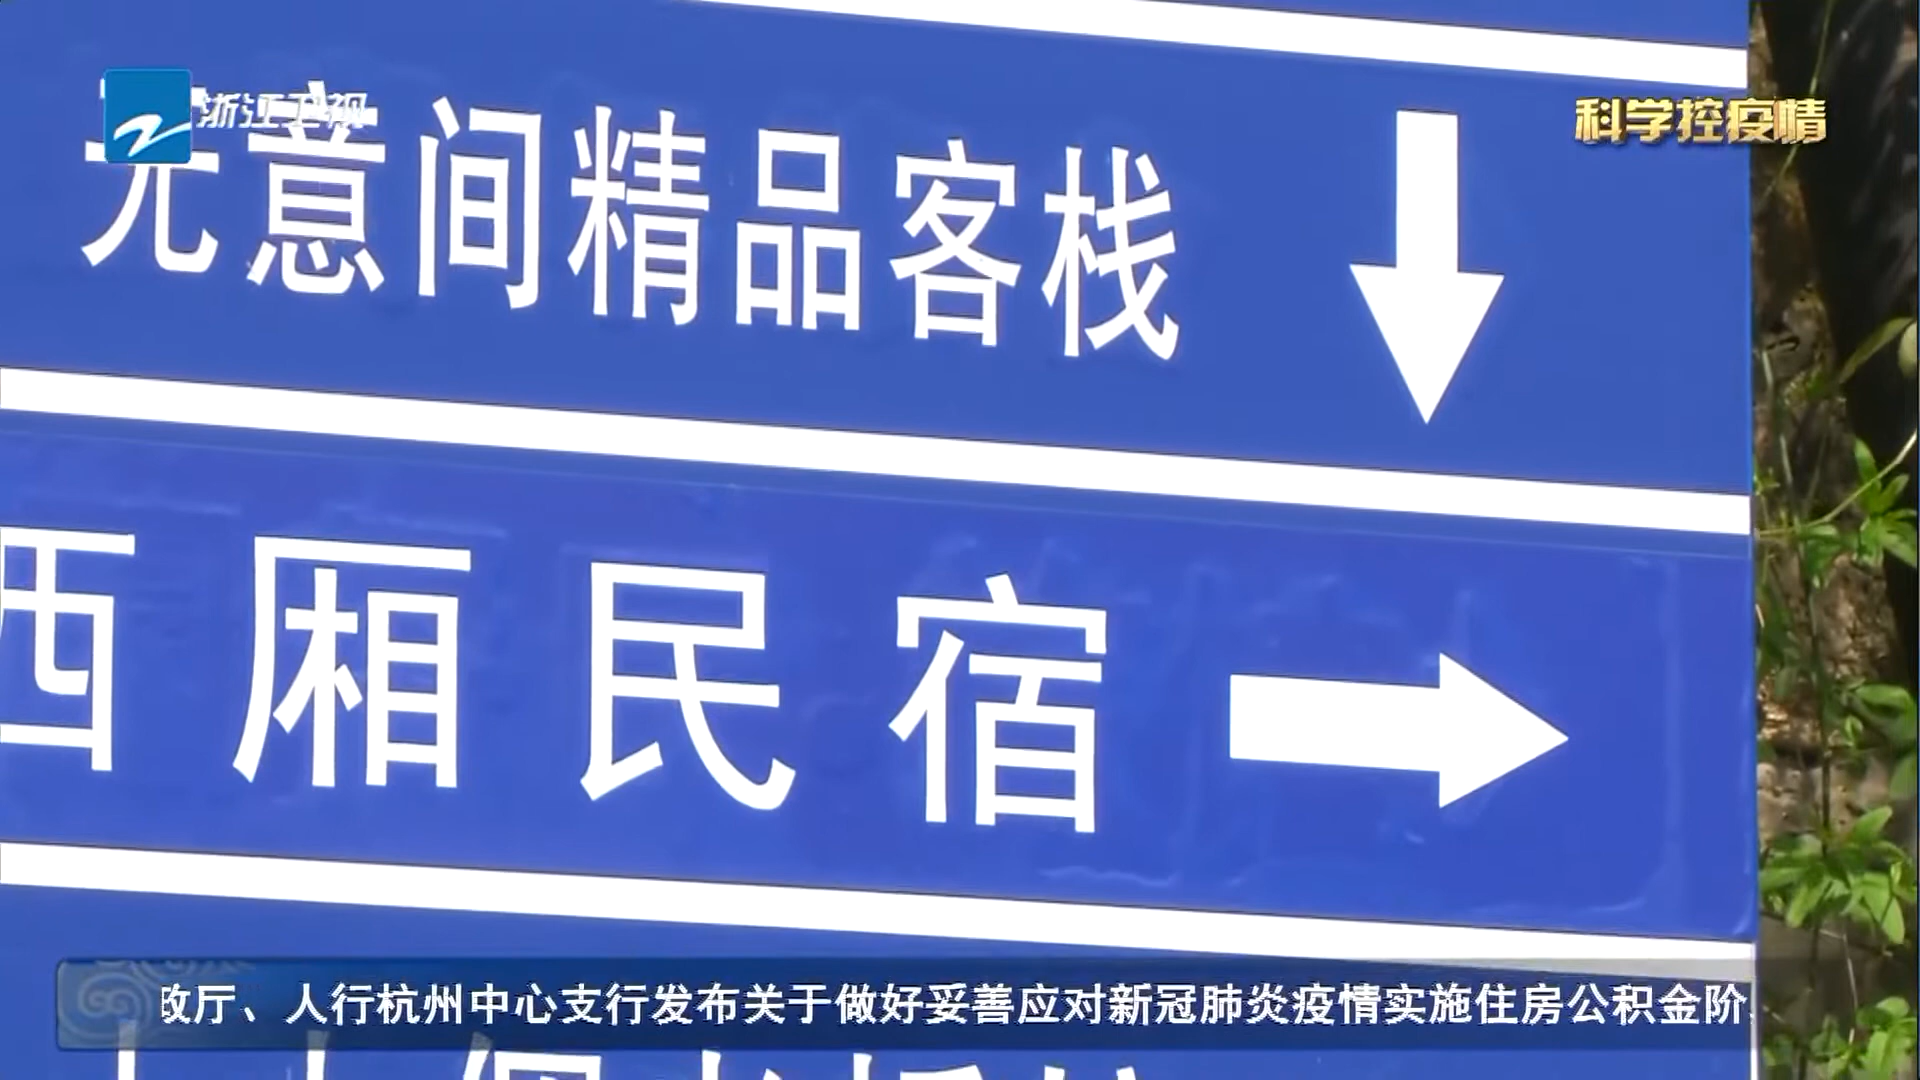 浙江卫视
科学控疫情
无意间精品客栈
西厢民宿
政厅、人行杭州中心支行发布关于做好妥善应对新冠肺炎疫情实施住房公积金阶